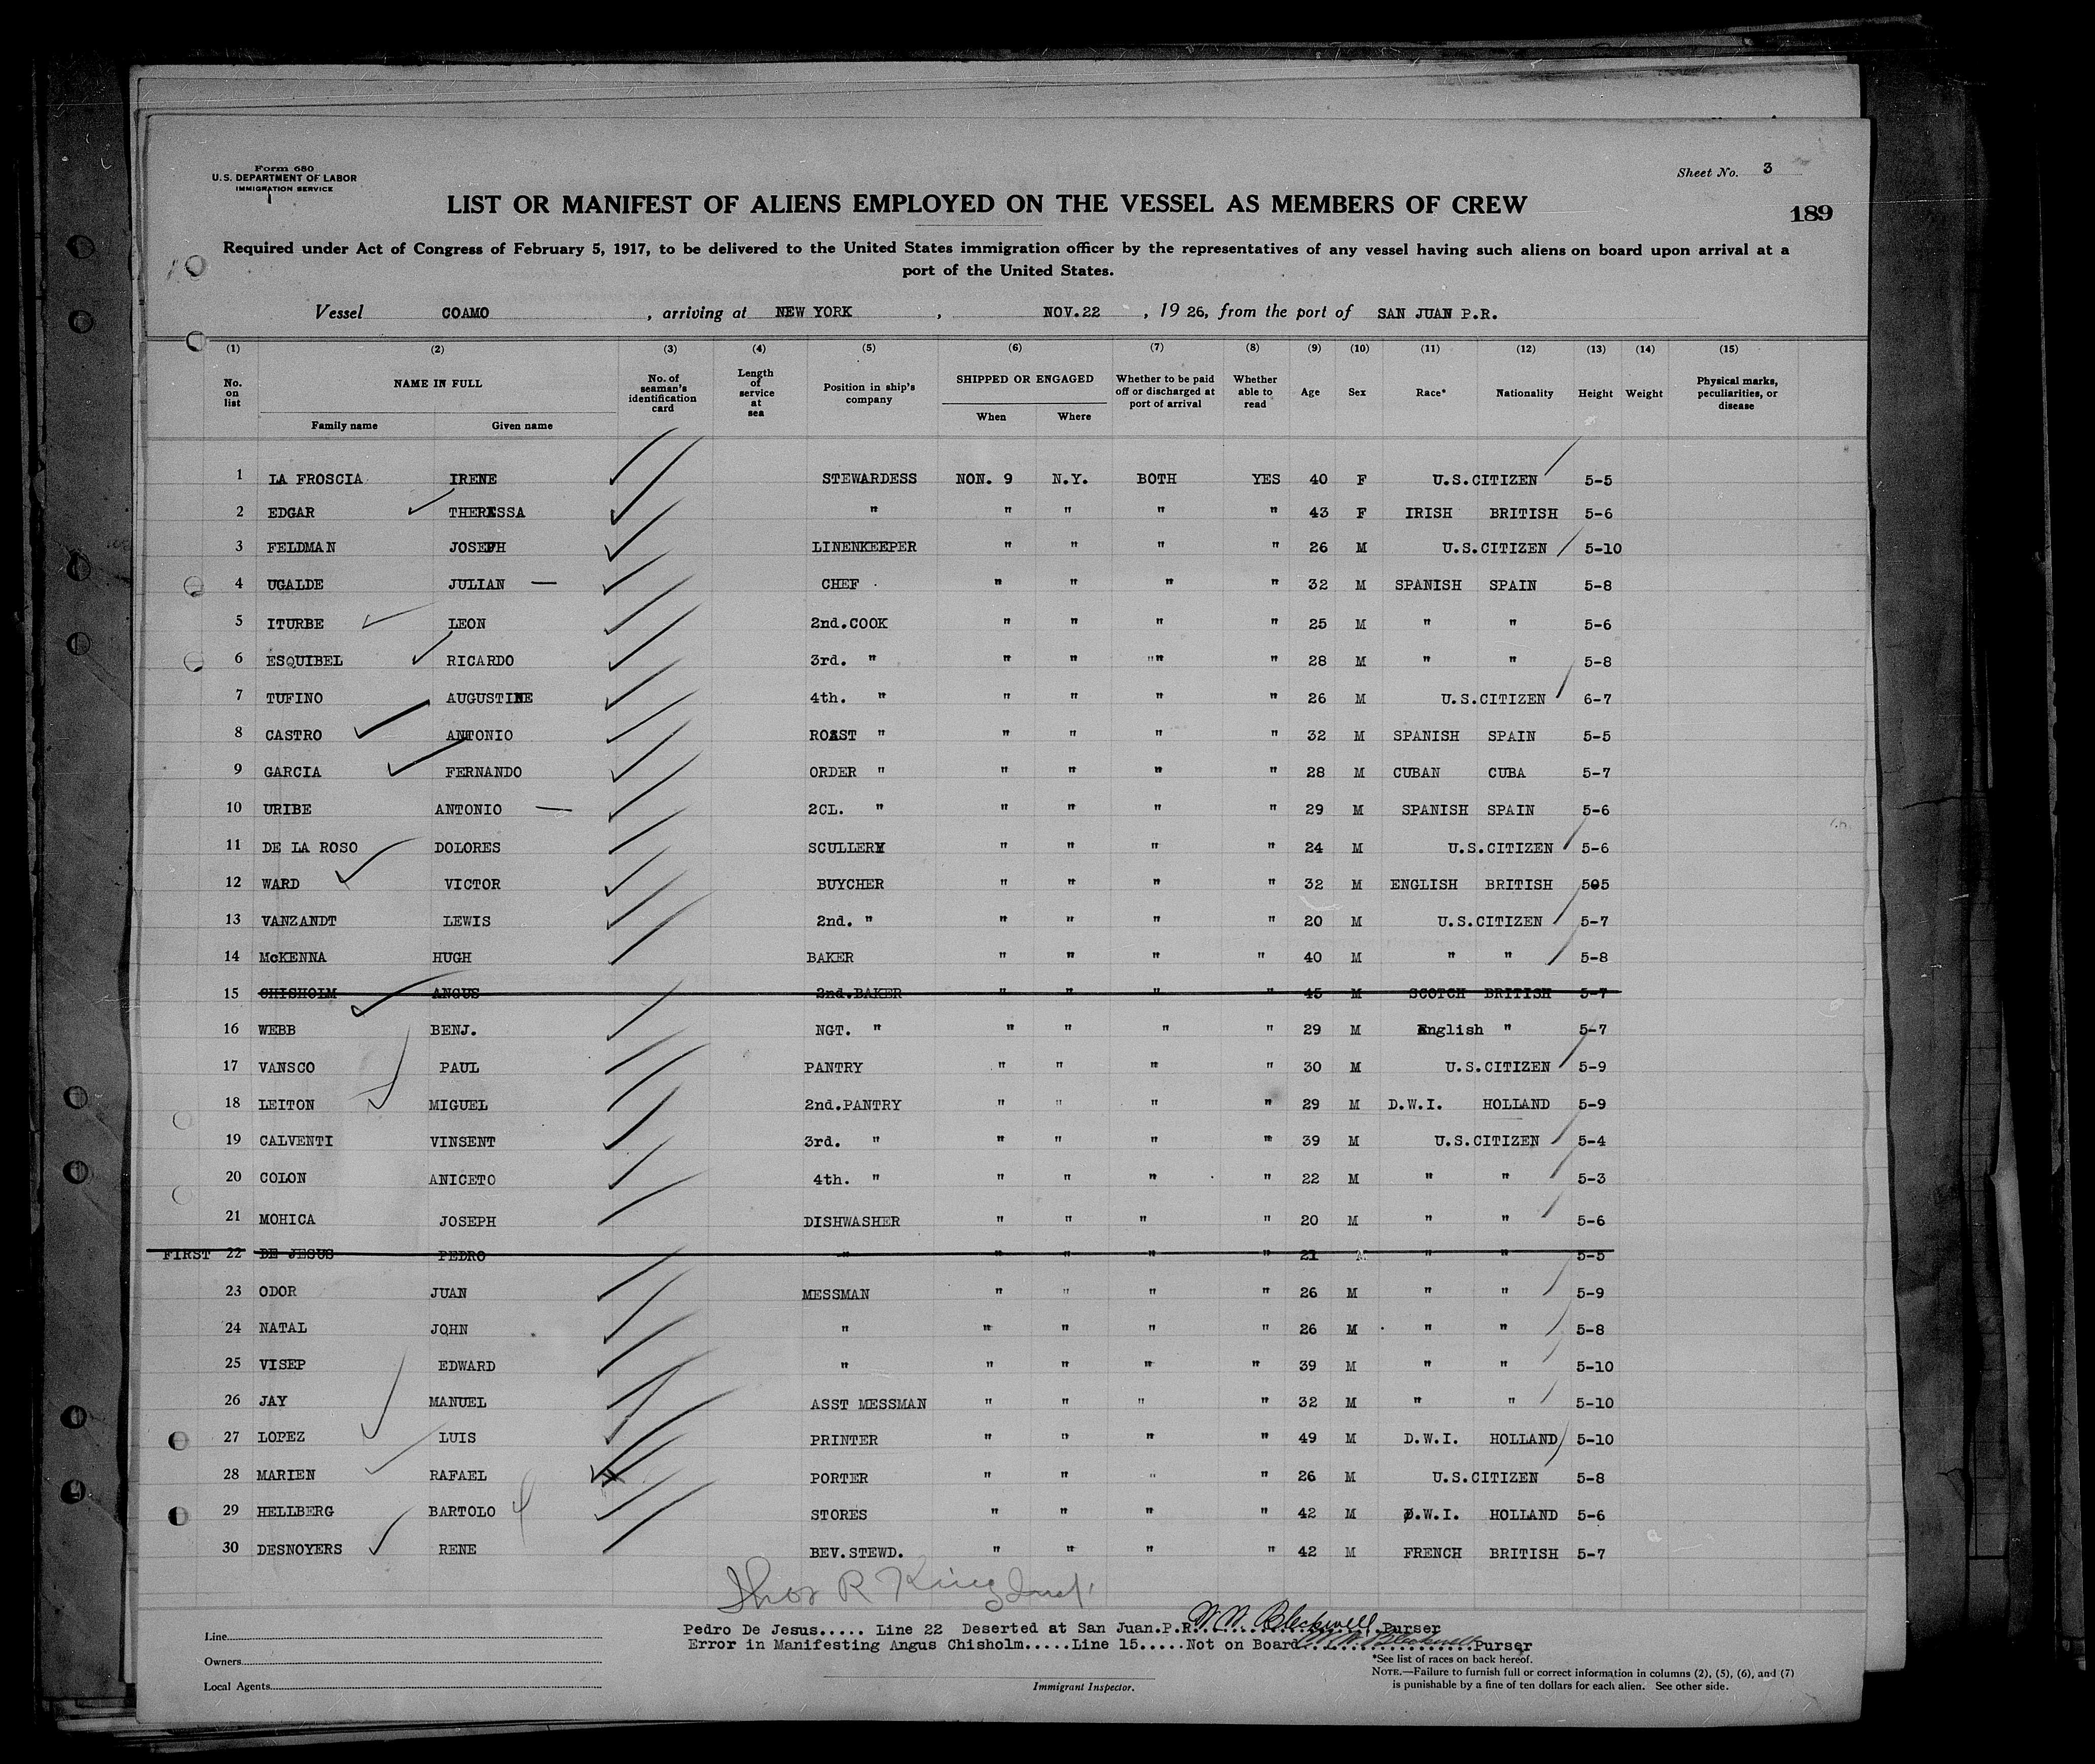 Form 680
U.S. DEPARTMENT OF LABOR
IMMIGRATION SERVICE
Sheet No. 3
LIST OR MANIFEST OF ALIENS EMPLOYED ON THE VESSEL AS MEMBERS OF CREW
189
Required under Act of Congress of February 5, 1917, to be delivered to the United States immigration officer by the representatives of any vessel having such aliens on board upon arrival at a
port of the United States.
Vessel COAMO, arriving at NEW YORK, NOV.22, 19 26, from the port of SAN JUAN P.R.
(1) (2) (3) (4) (5) (6) (7) (8) (9) (10) (11) (12) (13) (14) (15)
No. on list NAME IN FULL Family name Given name No. of seaman's identification card Length of service at sea Position in ship's company SHIPPED OR ENGAGED When Where Whether to be paid off or discharged at port of arrival Whether able to read Age Sex Race* Nationality Height Weight Physical marks, peculiarities, or disease
1 LA FROSCIA IRENE STEWARDESS NON. 9 N.Y. BOTH YES 40 F U.S.CITIZEN 5-5
2 EDGAR THERESSA " " " " " 43 F IRISH BRITISH 5-6
3 FELDMAN JOSEPH LINENKEEPER " " " " 26 M U.S.CITIZEN 5-10
4 UGALDE JULIAN — CHEF " " " " 32 M SPANISH SPAIN 5-8
5 ITURBE LEON 2nd.COOK " " " " 25 M " " 5-6
6 ESQUIBEL RICARDO 3rd. " " " "" " 28 M " " 5-8
7 TUFINO AUGUSTINE 4th. " " " " " 26 M U.S.CITIZEN 6-7
8 CASTRO ANTONIO ROAST " " " " " 32 M SPANISH SPAIN 5-5
9 GARCIA FERNANDO ORDER " " " " " 28 M CUBAN CUBA 5-7
10 URIBE ANTONIO — 2CL. " " " " " 29 M SPANISH SPAIN 5-6
11 DE LA ROSO DOLORES SCULLERY " " " " 24 M U.S.CITIZEN 5-6
12 WARD VICTOR BUYCHER " " " " 32 M ENGLISH BRITISH 505
13 VANZANDT LEWIS 2nd. " " " " " 20 M U.S.CITIZEN 5-7
14 McKENNA HUGH BAKER " " " " 40 M " " 5-8
15 CHISHOLM ANGUS 2nd.BAKER " " " " 45 M SCOTCH BRITISH 5-7
16 WEBB BENJ. NGT. " " " " " 29 M English " 5-7
17 VANSCO PAUL PANTRY " " " " 30 M U.S.CITIZEN 5-9
18 LEITON MIGUEL 2nd.PANTRY " " " " 29 M D.W.I. HOLLAND 5-9
19 CALVENTI VINSENT 3rd. " " " " " 39 M U.S.CITIZEN 5-4
20 COLON ANICETO 4th. " " " " " 22 M " " 5-3
21 MOHICA JOSEPH DISHWASHER " " " " 20 M " " 5-6
FIRST 22 DE JESUS PEDRO " " " " " 21 M " " 5-5
23 ODOR JUAN MESSMAN " " " " 26 M " " 5-9
24 NATAL JOHN " " " " " 26 M " " 5-8
25 VISEP EDWARD " " " " " 39 M " " 5-10
26 JAY MANUEL ASST MESSMAN " " " " 32 M " " 5-10
27 LOPEZ LUIS PRINTER " " " " 49 M D.W.I. HOLLAND 5-10
28 MARIEN RAFAEL PORTER " " " " 26 M U.S.CITIZEN 5-8
29 HELLBERG BARTOLO STORES " " " " 42 M D.W.I. HOLLAND 5-6
30 DESNOYERS RENE BEV.STEWD. " " " " 42 M FRENCH BRITISH 5-7
Thos R
Pedro De Jesus..... Line 22 Deserted at San Juan.P.R. W. W. Blackwell Purser
Error in Manifesting Angus Chisholm.....Line 15.....Not on Board W. W. Blackwell Purser
Line
Owners
Local Agents
Immigrant Inspector.
*See list of races on back hereof.
NOTE.—Failure to furnish full or correct information in columns (2), (5), (6), and (7)
is punishable by a fine of ten dollars for each alien. See other side.